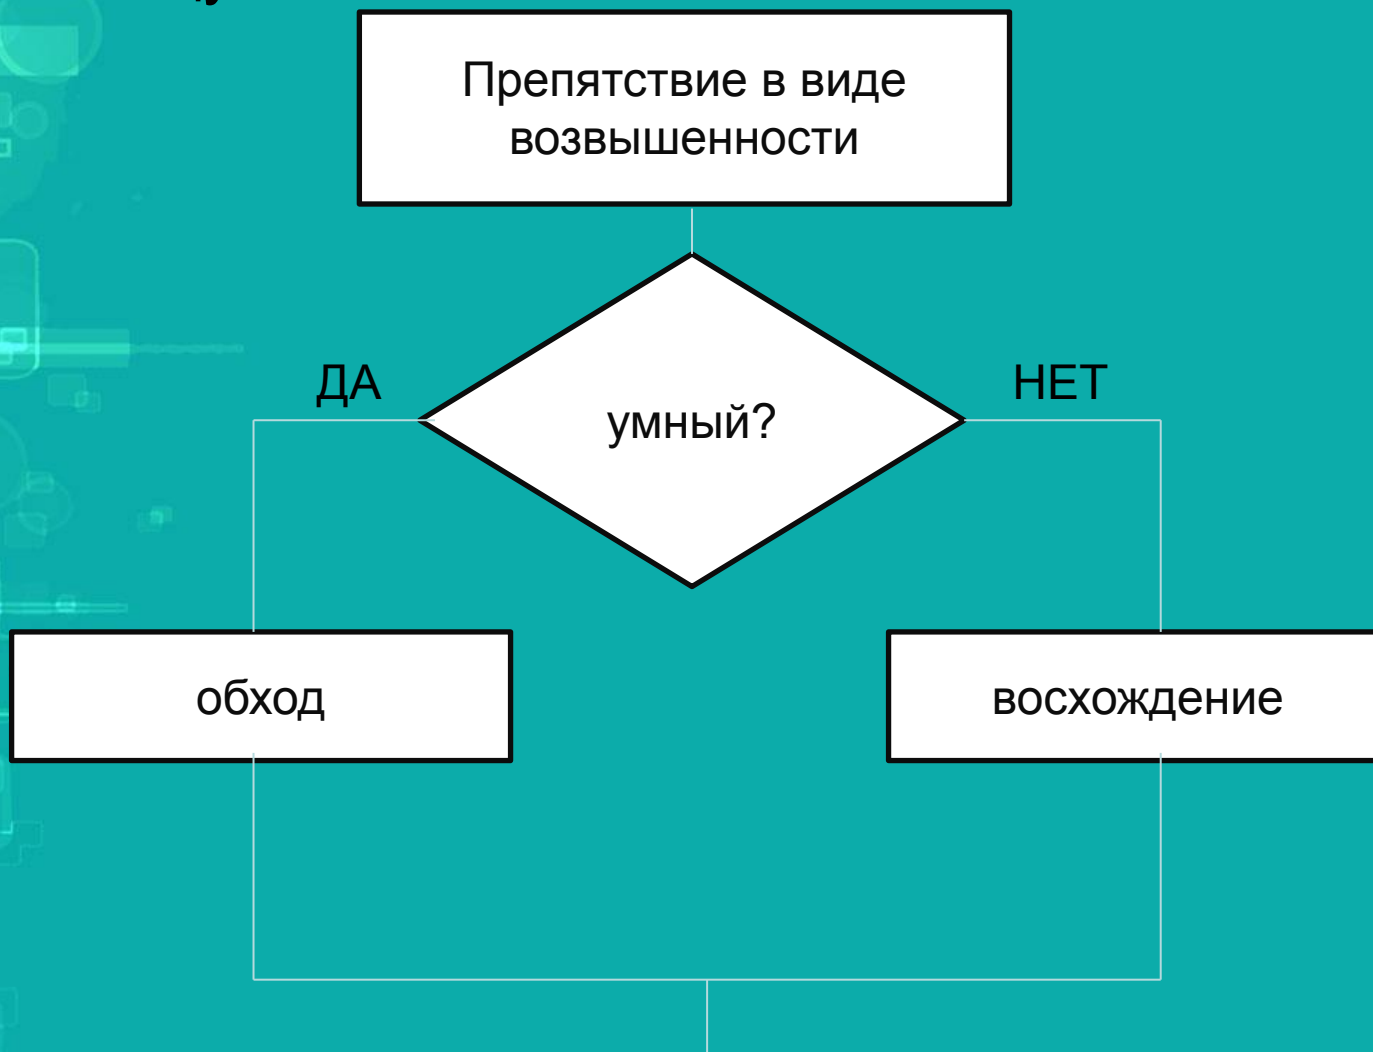 Препятствие в виде
возвышенности
ДА
НЕТ
умный?
обход
восхождение